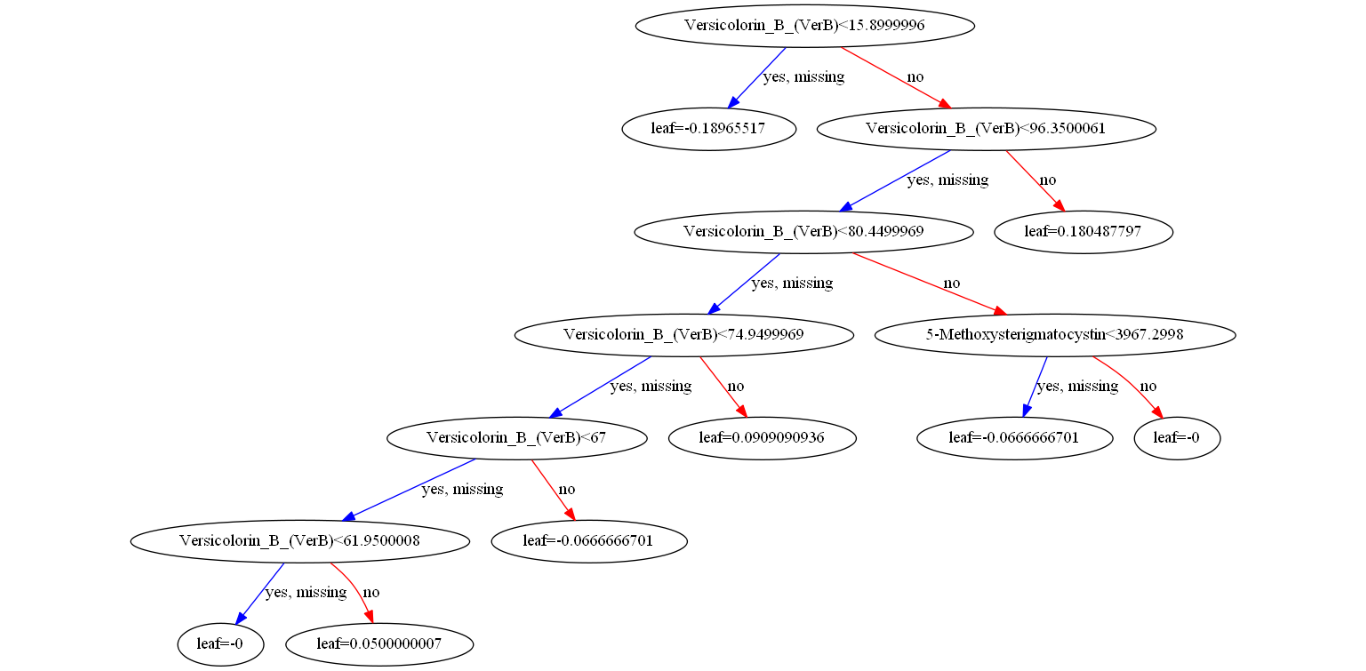 Versicolorin_B_(VerB)<15.8999996
yes, missing
no
leaf=-0.18965517
Versicolorin_B_(VerB)<96.3500061
yes, missing
no
Versicolorin_B_(VerB)<80.4499969
leaf=0.180487797
yes, missing
no
Versicolorin_B_(VerB)<74.9499969
5-Methoxysterigmatocystin<3967.2998
yes, missing
no
yes, missing
no
Versicolorin_B_(VerB)<67
leaf=0.0909090936
leaf=-0.0666666701
leaf=-0
yes, missing
no
Versicolorin_B_(VerB)<61.9500008
leaf=-0.0666666701
yes, missing
no
leaf=-0
leaf=0.0500000007